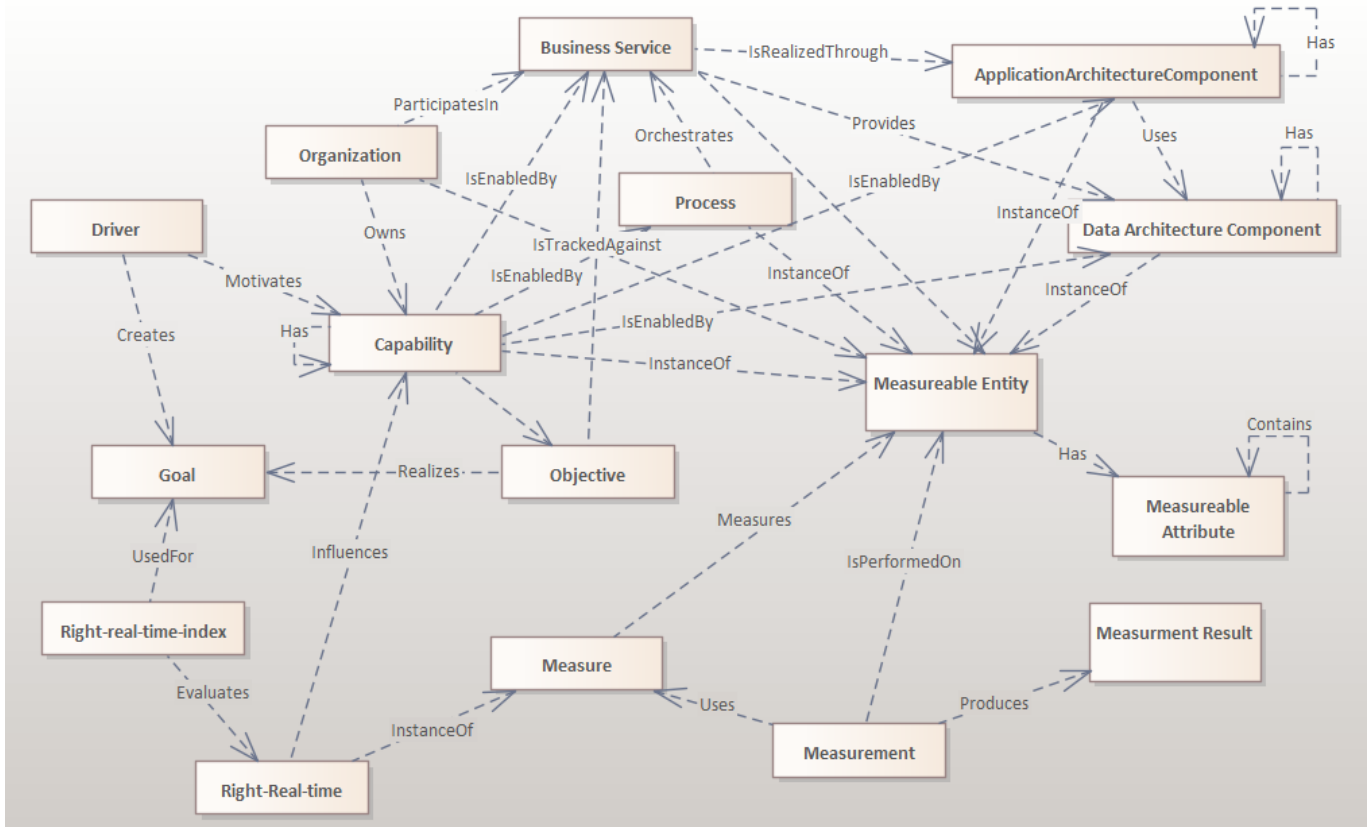 Business Service
IsRealizedThrough
ApplicationArchitectureComponent
Has
ParticipatesIn
Organization
Orchestrates
Provides
Uses
Has
IsEnabledBy
IsEnabledBy
Process
Driver
Owns
IsTrackedAgainst
InstanceOf
Data Architecture Component
Motivates
IsEnabledBy
InstanceOf
InstanceOf
Creates
Has
Capability
IsEnabledBy
InstanceOf
Measureable Entity
Goal
Realizes
Objective
Has
Contains
Measureable
Attribute
UsedFor
Influences
Measures
IsPerformedOn
Right-real-time-index
Measure
Measurment Result
Evaluates
InstanceOf
Uses
Produces
Measurement
Right-Real-time